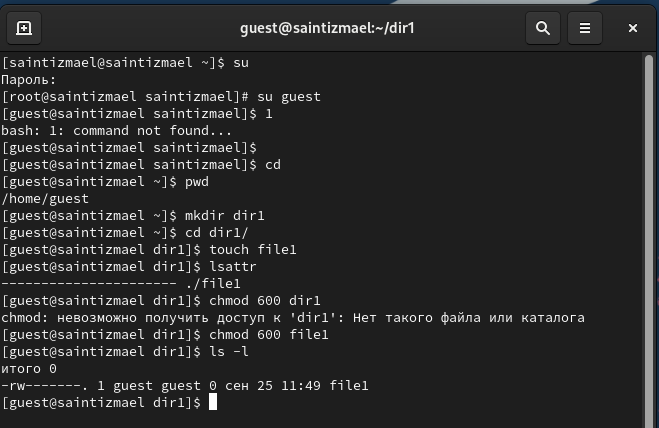 guest@saintizmael:~/dir1
[saintizmael@saintizmael ~]$ su
Пароль:
[root@saintizmael saintizmael]# su guest
[guest@saintizmael saintizmael]$ 1
bash: 1: command not found...
[guest@saintizmael saintizmael]$
[guest@saintizmael saintizmael]$ cd
[guest@saintizmael ~]$ pwd
/home/guest
[guest@saintizmael ~]$ mkdir dir1
[guest@saintizmael ~]$ cd dir1/
[guest@saintizmael dir1]$ touch file1
[guest@saintizmael dir1]$ lsattr
---------------------- ./file1
[guest@saintizmael dir1]$ chmod 600 dir1
chmod: невозможно получить доступ к 'dir1': Нет такого файла или каталога
[guest@saintizmael dir1]$ chmod 600 file1
[guest@saintizmael dir1]$ ls -l
итого 0
-rw-------. 1 guest guest 0 сен 25 11:49 file1
[guest@saintizmael dir1]$